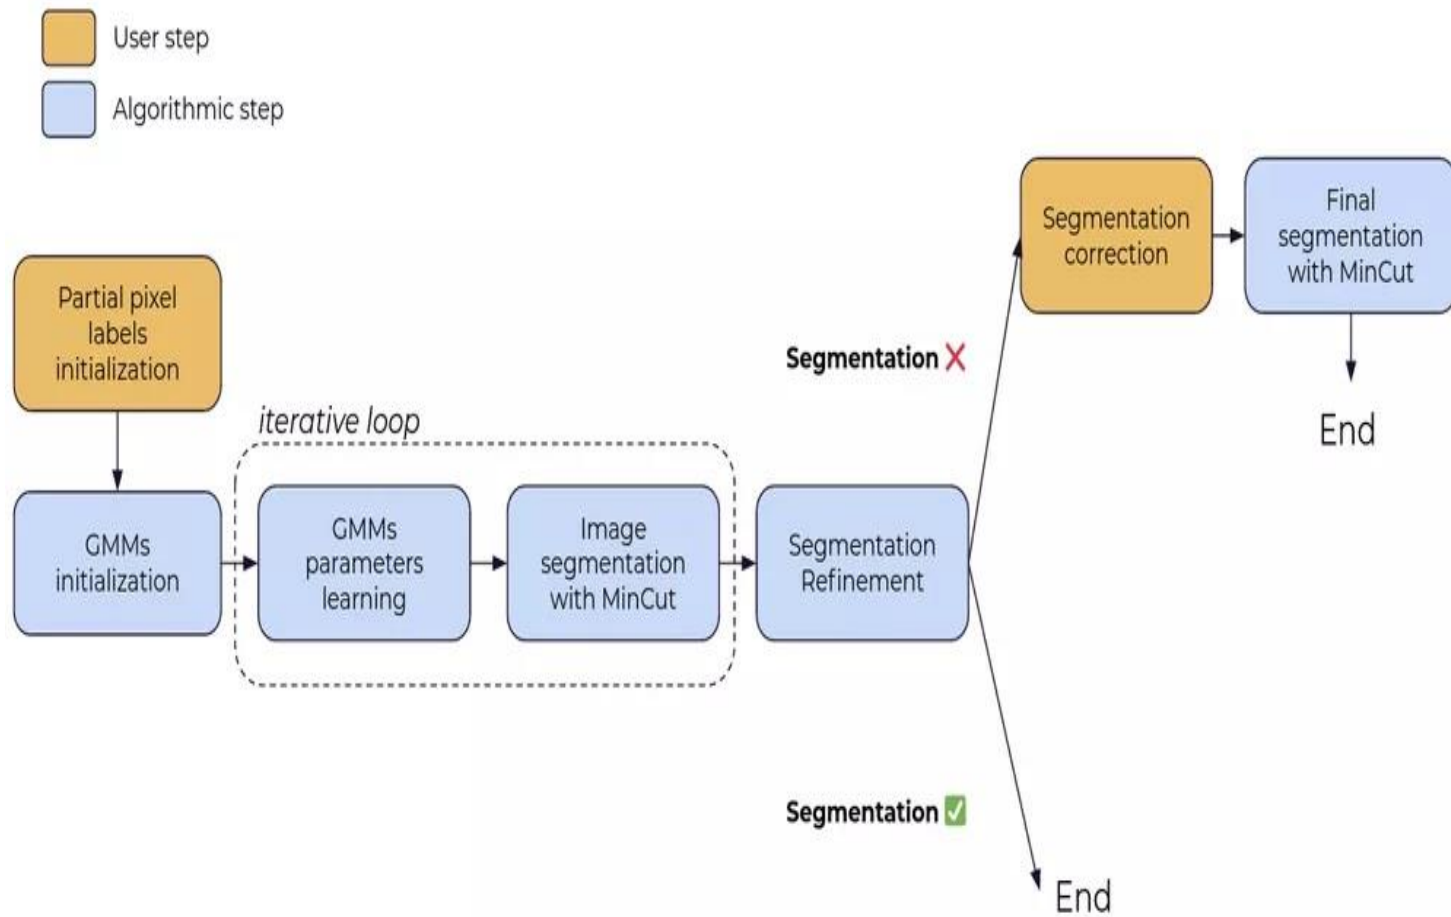 User step
Algorithmic step
Partial pixel
labels
initialization
GMMs
initialization
iterative loop
GMMs
parameters
learning
Image
segmentation
with MinCut
Segmentation
Refinement
Segmentation ❌
Segmentation
correction
Final
segmentation
with MinCut
End
Segmentation ✅
End